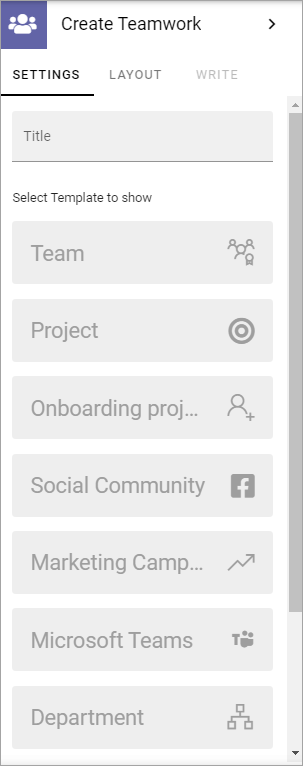 Create Teamwork
SETTINGS LAYOUT WRITE
Title
Select Template to show
Team
Project
Onboarding proj...
Social Community
Marketing Camp...
Microsoft Teams
Department